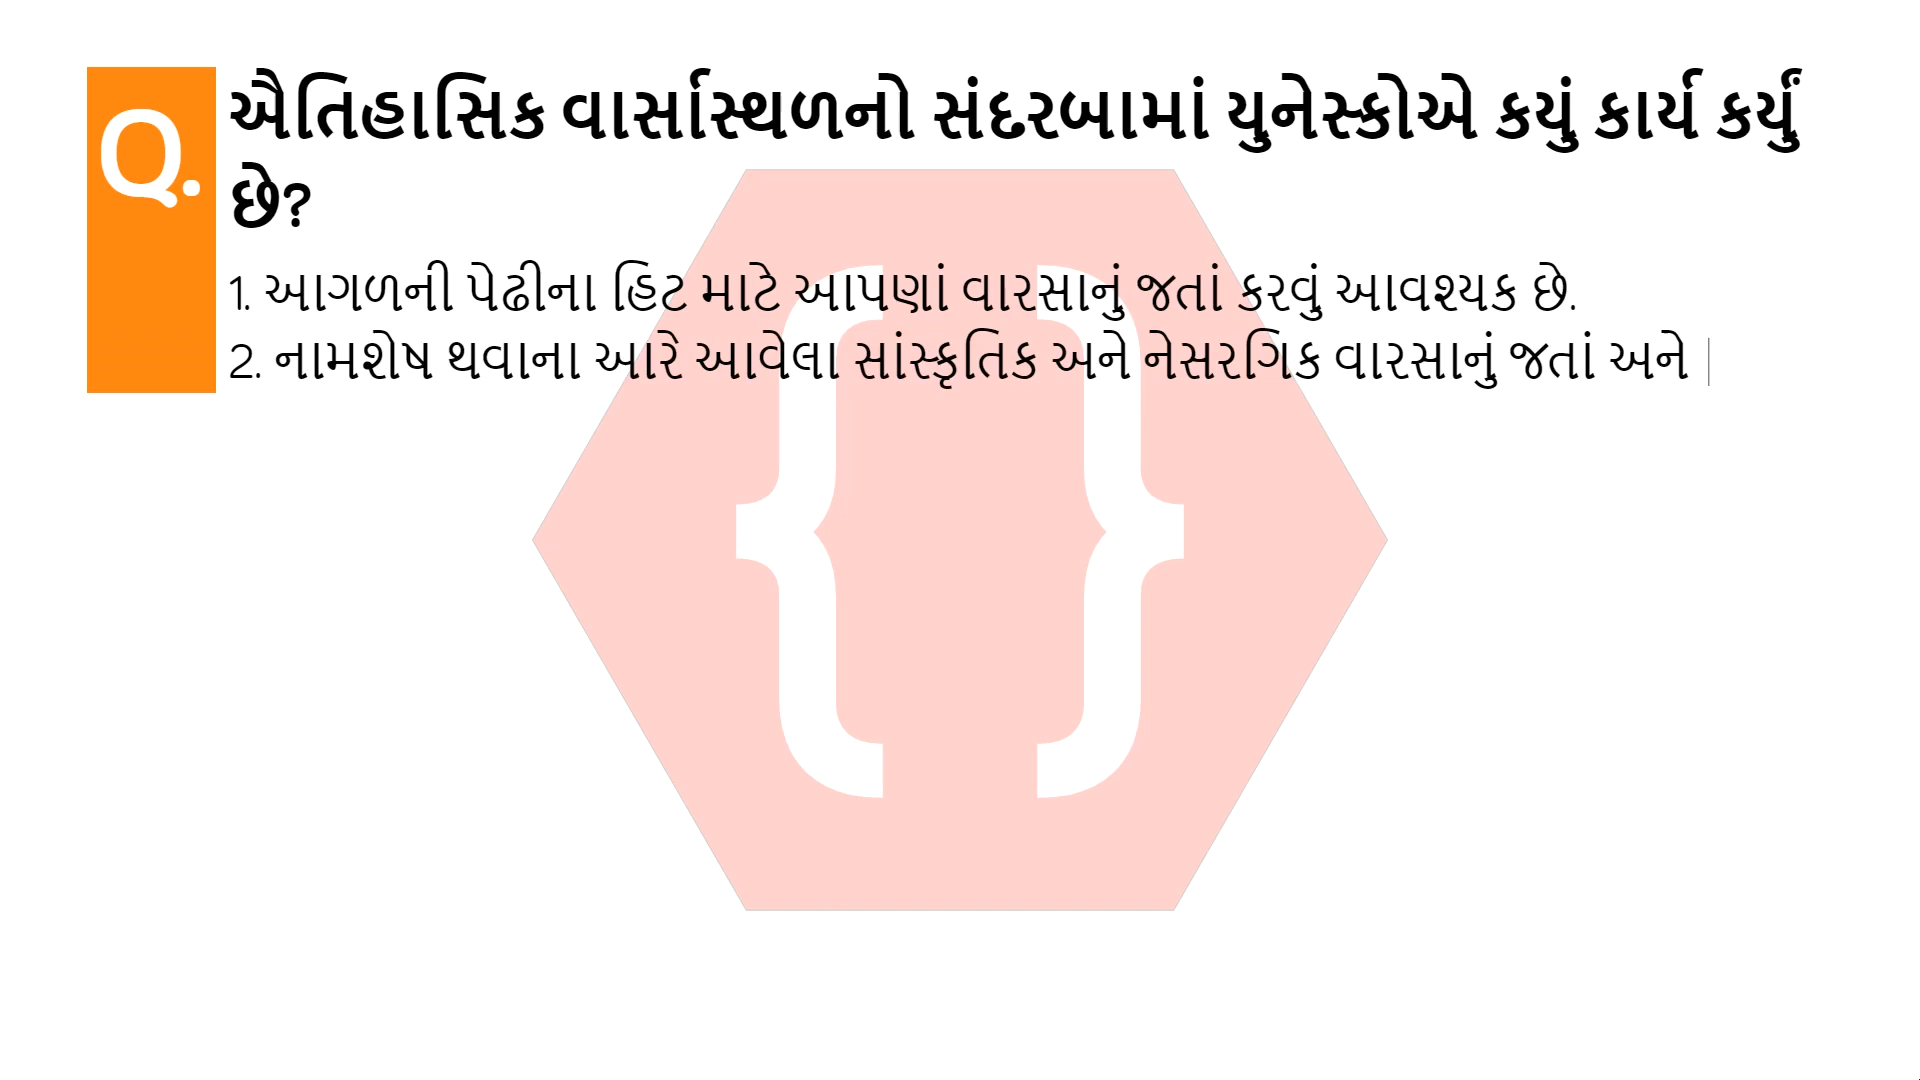 Q. ઐતિહાસિક વાર્સાસ્થળનો સંદરબામાં યુનેસ્કોએ કયું કાર્ય કર્યું
છે?
1. આગળની પેઢીના હિટ માટે આપણાં વારસાનું જતાં કરવું આવશ્યક છે.
2. નામશેષ થવાના આરે આવેલા સાંસ્કૃતિક અને નેસરગિક વારસાનું જતાં અને